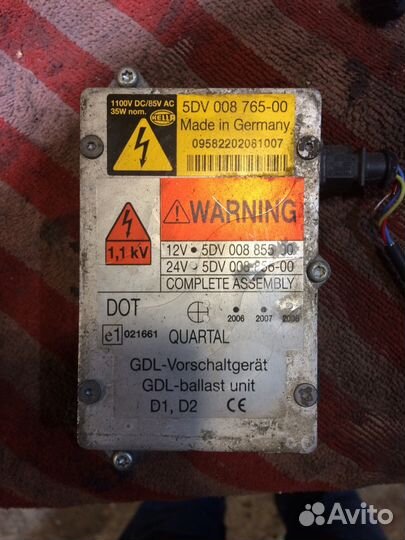 1100V DC/85V AC
35W nom.
HELLA
5DV 008 765-00
Made in Germany
09582202081007
1,1 kV
WARNING
12V • 5DV 008 855-00
24V • 5DV 008 856-00
COMPLETE ASSEMBLY
DOT
2006 2007 2008
e1 021661 QUARTAL
GDL-Vorschaltgerät
GDL-ballast unit
D1, D2 CE
Avito